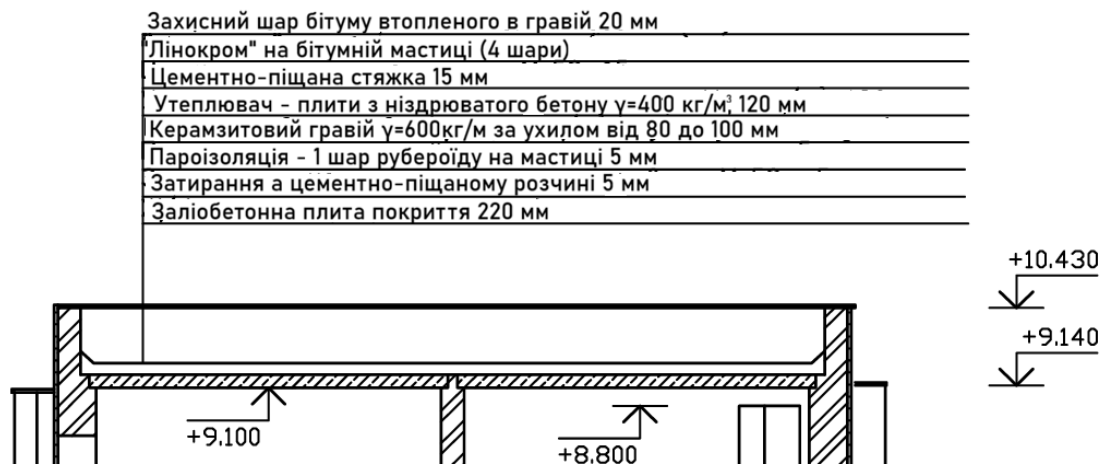 Захисний шар бітуму втопленого в гравій 20 мм
"Лінокром" на бітумній мастиці (4 шари)
Цементно-піщана стяжка 15 мм
Утеплювач - плити з ніздрюватого бетону γ=400 кг/м³, 120 мм
Керамзитовий гравій γ=600кг/м за ухилом від 80 до 100 мм
Пароізоляція - 1 шар рубероїду на мастиці 5 мм
Затирання а цементно-піщаному розчині 5 мм
Заліобетонна плита покриття 220 мм
+10.430
+9.140
+9.100
+8.800